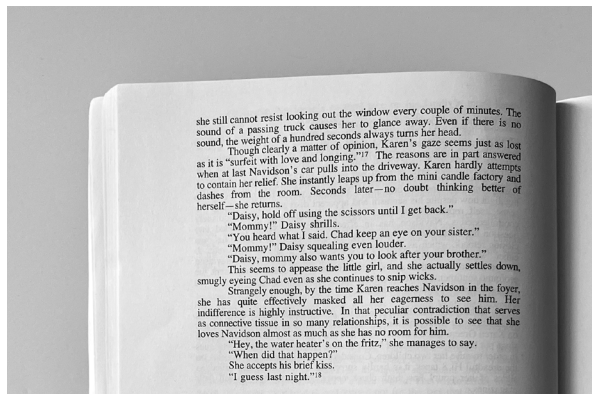 she still cannot resist looking out the window every couple of minutes. The
sound of a passing truck causes her to glance away. Even if there is no
sound, the weight of a hundred seconds always turns her head.
Though clearly a matter of opinion, Karen's gaze seems just as lost
as it is “surfeit with love and longing.”¹⁷ The reasons are in part answered
when at last Navidson's car pulls into the driveway. Karen hardly attempts
to contain her relief. She instantly leaps up from the mini candle factory and
dashes from the room. Seconds later—no doubt thinking better of
herself—she returns.
“Daisy, hold off using the scissors until I get back.”
“Mommy!” Daisy shrills.
“You heard what I said. Chad keep an eye on your sister.”
“Mommy!” Daisy squealing even louder.
“Daisy, mommy also wants you to look after your brother.”
This seems to appease the little girl, and she actually settles down,
smugly eyeing Chad even as she continues to snip wicks.
Strangely enough, by the time Karen reaches Navidson in the foyer,
she has quite effectively masked all her eagerness to see him. Her
indifference is highly instructive. In that peculiar contradiction that serves
as connective tissue in so many relationships, it is possible to see that she
loves Navidson almost as much as she has no room for him.
“Hey, the water heater's on the fritz,” she manages to say.
“When did that happen?”
She accepts his brief kiss.
“I guess last night.”¹⁸